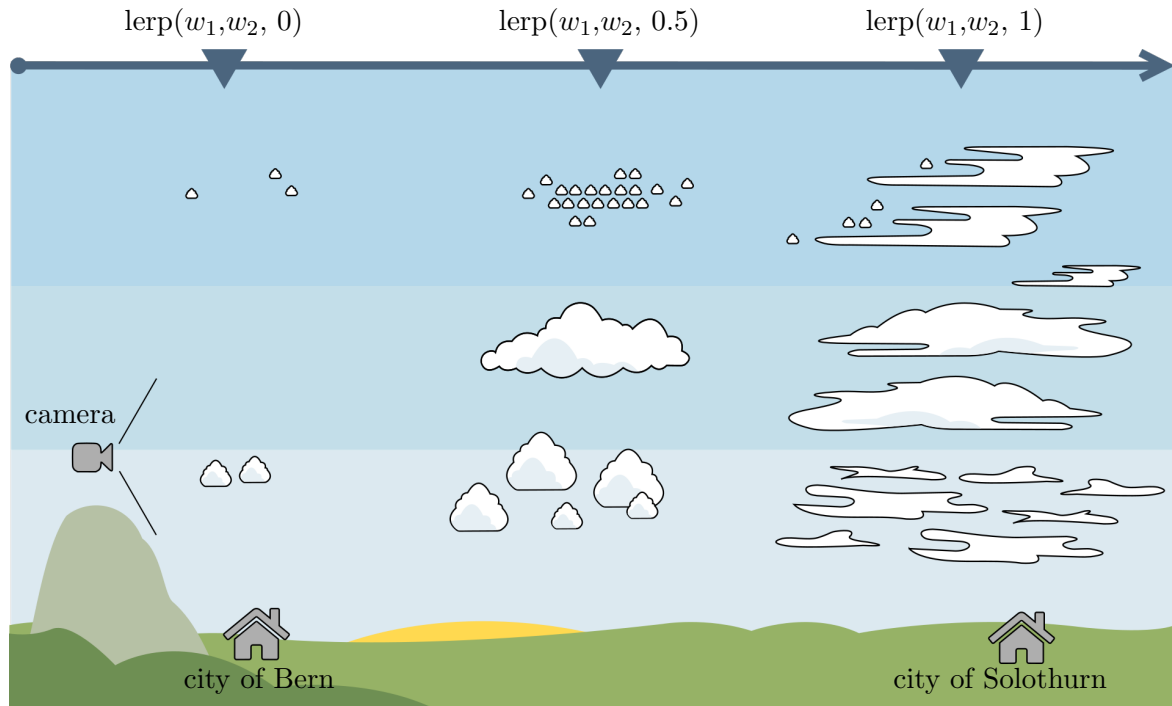 lerp(w₁,w₂, 0)
lerp(w₁,w₂, 0.5)
lerp(w₁,w₂, 1)
camera
city of Bern
city of Solothurn